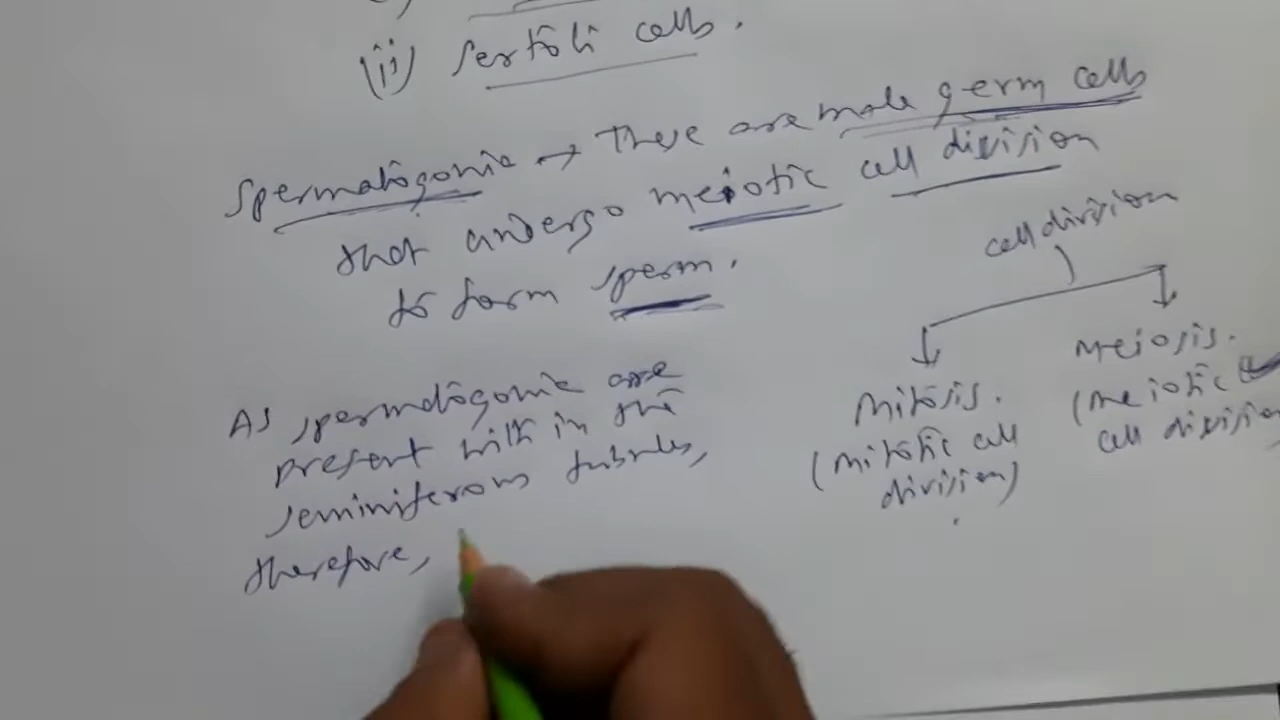 (ii) Sertoli cells.
Spermatogonia → These are male germ cells
that undergo meiotic cell division
to form sperm.
cell division
Mitosis.
(mitotic cell
division)
Meiosis.
(meiotic
cell division
As spermatogonia are
present with in the
seminiferous tubules,
therefore,